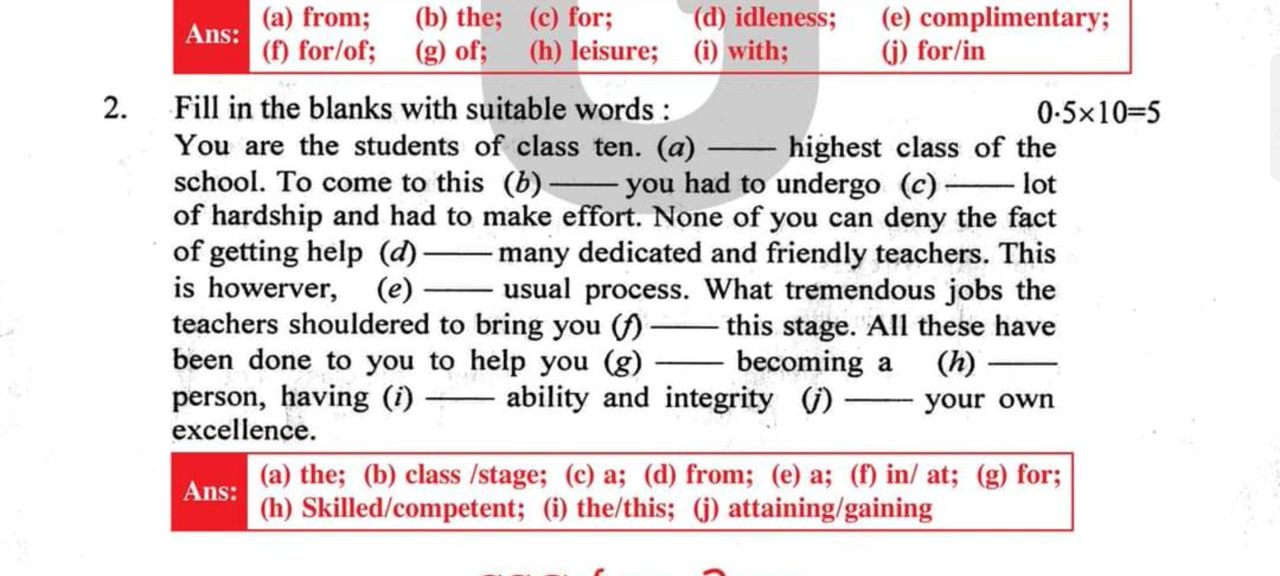 Ans: (a) from; (b) the; (c) for; (d) idleness; (e) complimentary;
(f) for/of; (g) of; (h) leisure; (i) with; (j) for/in
2. Fill in the blanks with suitable words : 0·5×10=5
You are the students of class ten. (a) —— highest class of the
school. To come to this (b) —— you had to undergo (c) —— lot
of hardship and had to make effort. None of you can deny the fact
of getting help (d) —— many dedicated and friendly teachers. This
is howerver, (e) —— usual process. What tremendous jobs the
teachers shouldered to bring you (f) —— this stage. All these have
been done to you to help you (g) —— becoming a (h) ——
person, having (i) —— ability and integrity (j) —— your own
excellence.
Ans: (a) the; (b) class /stage; (c) a; (d) from; (e) a; (f) in/ at; (g) for;
(h) Skilled/competent; (i) the/this; (j) attaining/gaining